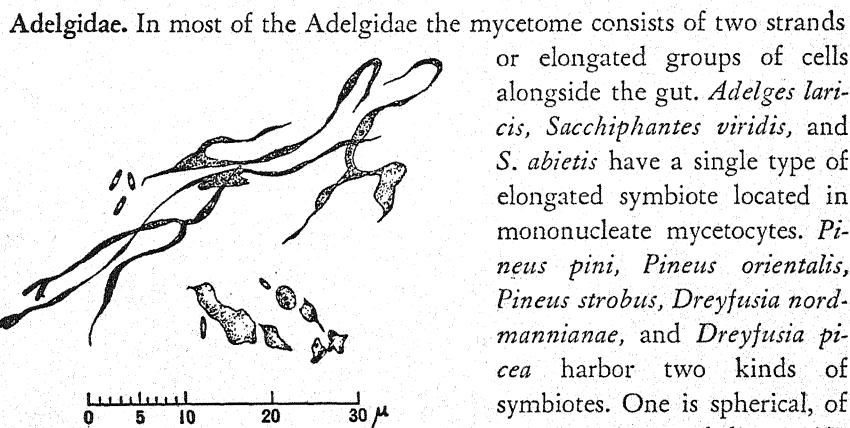 Adelgidae. In most of the Adelgidae the mycetome consists of two strands
or elongated groups of cells
alongside the gut. Adelges lari-
cis, Sacchiphantes viridis, and
S. abietis have a single type of
elongated symbiote located in
mononucleate mycetocytes. Pi-
neus pini, Pineus orientalis,
Pineus strobus, Dreyfusia nord-
mannianae, and Dreyfusia pi-
cea harbor two kinds of
symbiotes. One is spherical, of
0 5 10 20 30 μ